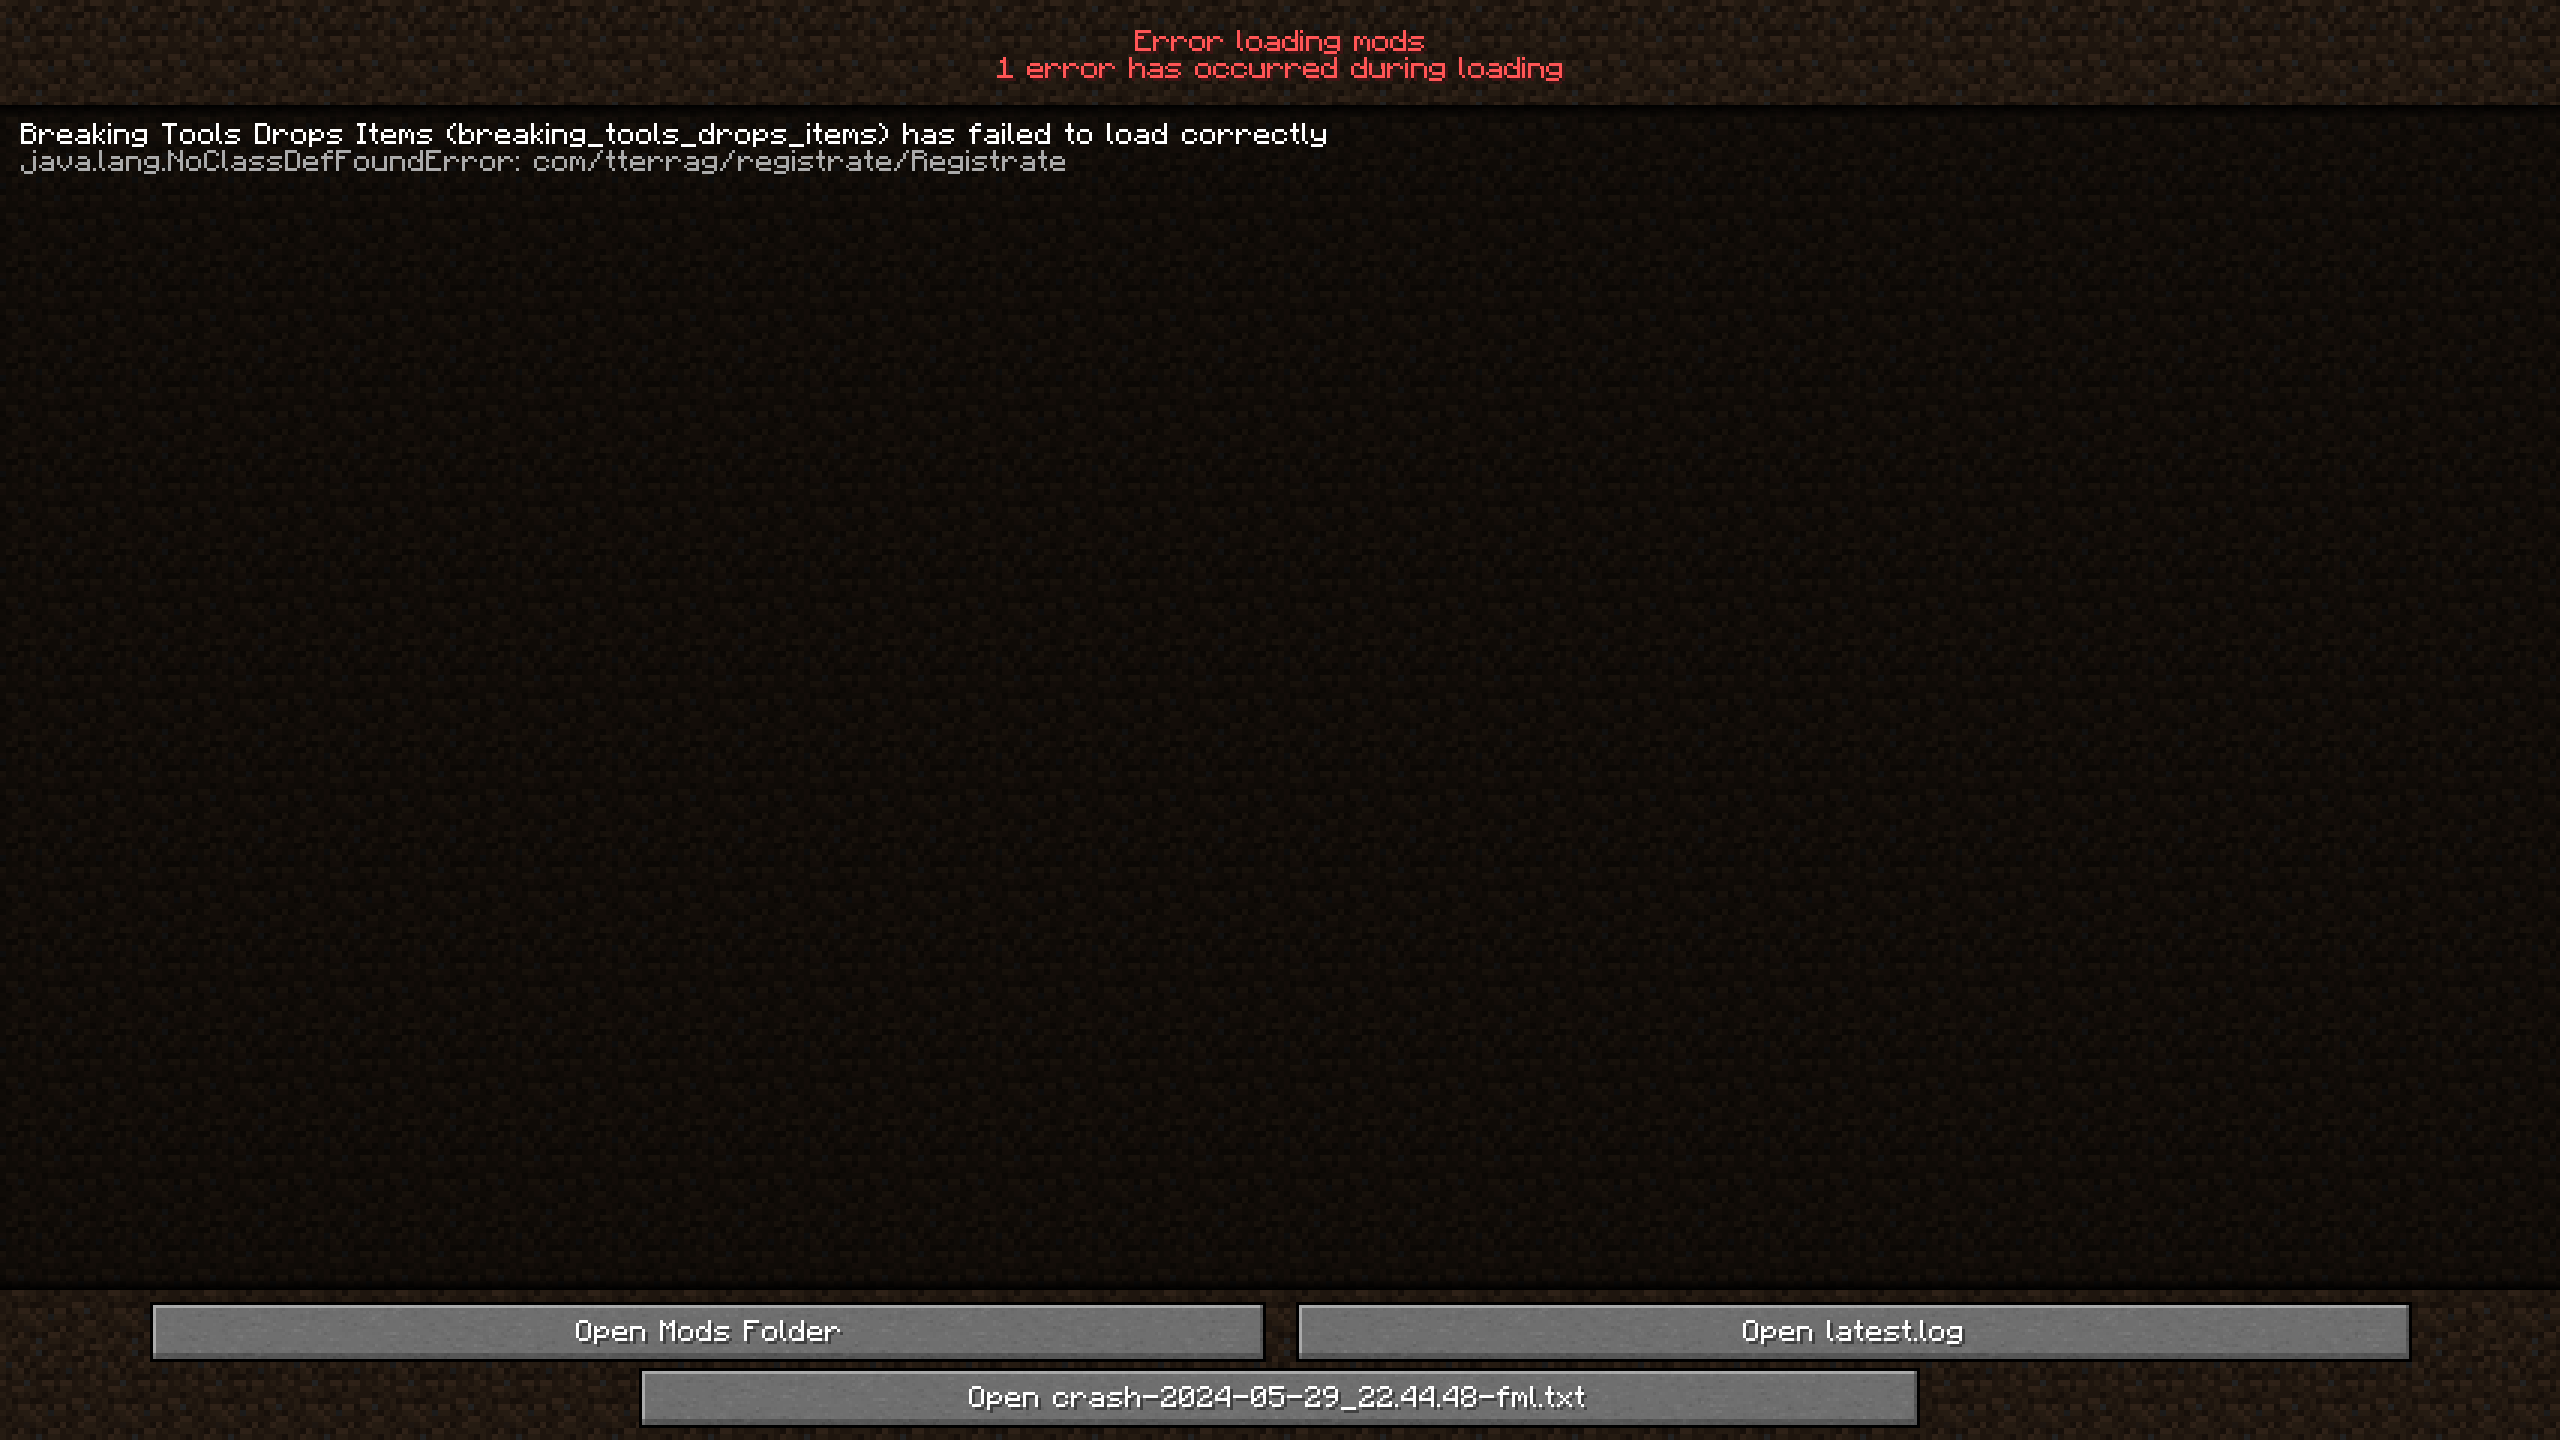 Error loading mods
1 error has occurred during loading
Breaking Tools Drops Items (breaking_tools_drops_items) has failed to load correctly
java.lang.NoClassDefFoundError: com/tterrag/registrate/Registrate
Open Mods Folder
Open latest.log
Open crash-2024-05-29_22.44.48-fml.txt